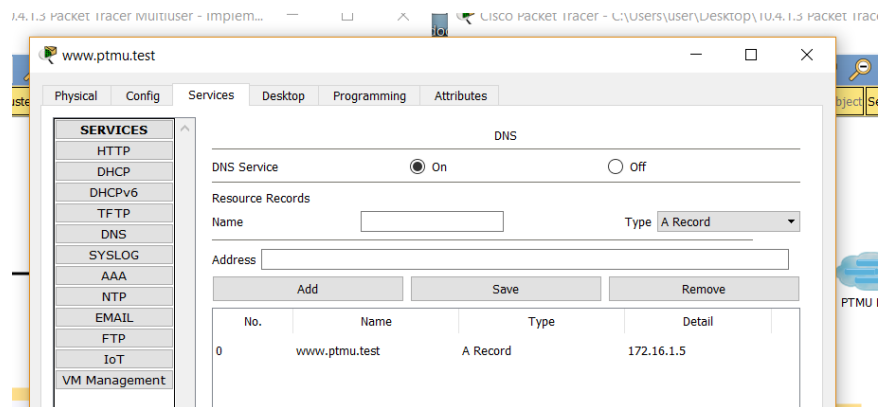 0.4.1.3 Packet Tracer Multiuser - Implem...
Cisco Packet Tracer - C:\Users\user\Desktop\10.4.1.3 Packet Trac
www.ptmu.test
Physical Config Services Desktop Programming Attributes
SERVICES
HTTP
DHCP
DHCPv6
TFTP
DNS
SYSLOG
AAA
NTP
EMAIL
FTP
IoT
VM Management
DNS
DNS Service On Off
Resource Records
Name Type A Record
Address
Add Save Remove
No. Name Type Detail
0 www.ptmu.test A Record 172.16.1.5
PTMU